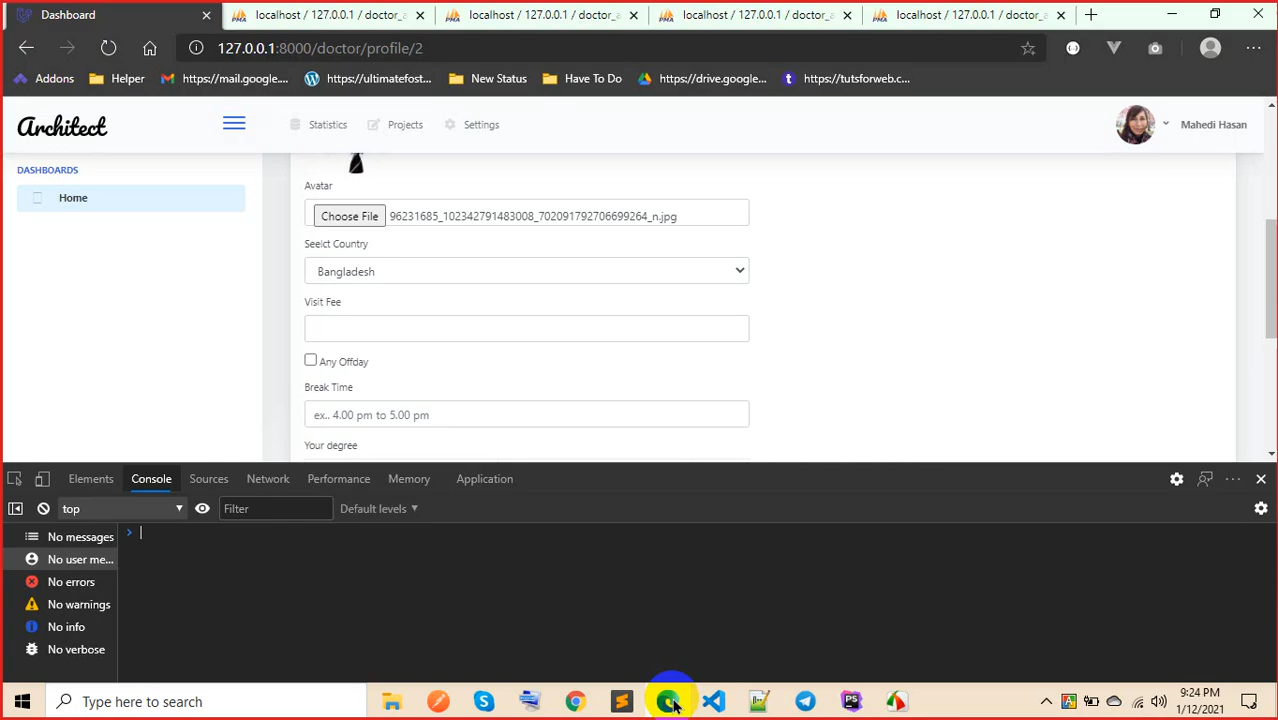 Dashboard
localhost / 127.0.0.1 / doctor_a
localhost / 127.0.0.1 / doctor_a
localhost / 127.0.0.1 / doctor_a
localhost / 127.0.0.1 / doctor_a
127.0.0.1:8000/doctor/profile/2
Addons
Helper
https://mail.google....
https://ultimatefost...
New Status
Have To Do
https://drive.google...
https://tutsforweb.c...
Architect
Statistics
Projects
Settings
Mahedi Hasan
DASHBOARDS
Home
Avatar
Choose File 96231685_102342791483008_702091792706699264_n.jpg
Seelct Country
Bangladesh
Visit Fee
Any Offday
Break Time
ex.. 4.00 pm to 5.00 pm
Your degree
Elements
Console
Sources
Network
Performance
Memory
Application
top
Filter
Default levels
No messages
No user me...
No errors
No warnings
No info
No verbose
Type here to search
9:24 PM
1/12/2021